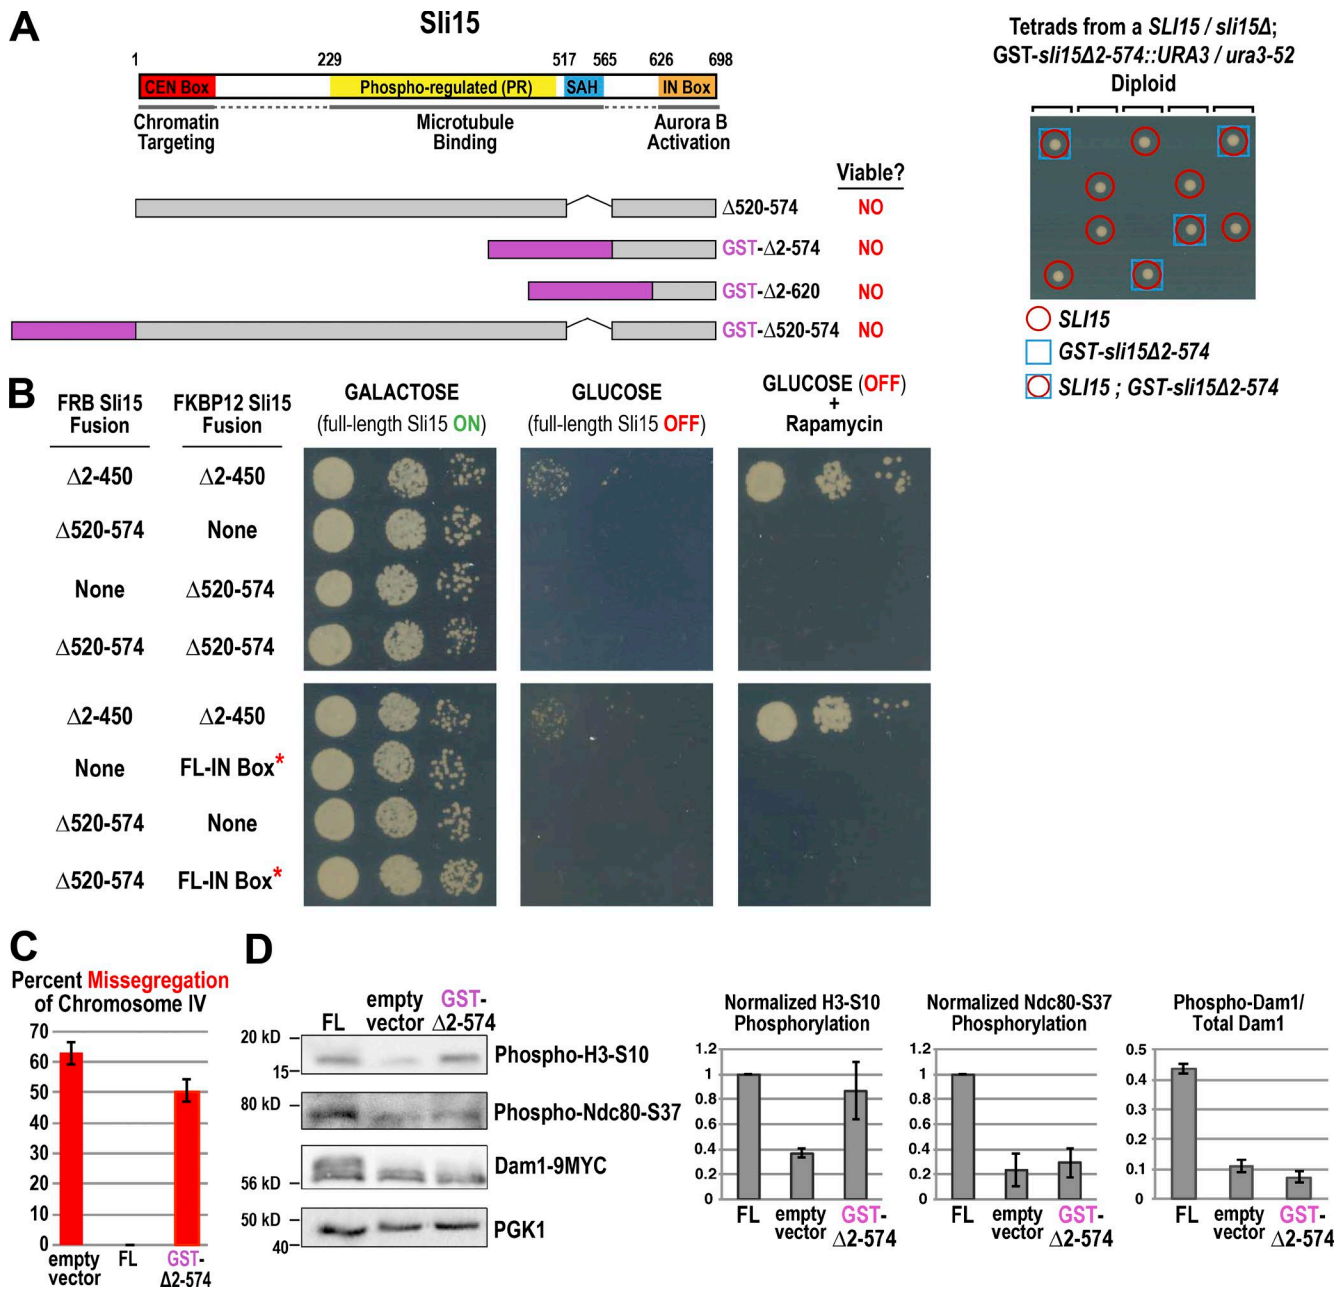 A
Sli15
1 229 517 565 626 698
CEN Box Phospho-regulated (PR) SAH IN Box
Chromatin Targeting
Microtubule Binding
Aurora B Activation
Viable?
Δ520-574 NO
GST-Δ2-574 NO
GST-Δ2-620 NO
GST-Δ520-574 NO
Tetrads from a SLI15 / sli15Δ;
GST-sli15Δ2-574::URA3 / ura3-52
Diploid
SLI15
GST-sli15Δ2-574
SLI15 ; GST-sli15Δ2-574
B
FRB Sli15 Fusion
FKBP12 Sli15 Fusion
GALACTOSE
(full-length Sli15 ON)
GLUCOSE
(full-length Sli15 OFF)
GLUCOSE (OFF)
+
Rapamycin
Δ2-450 Δ2-450
Δ520-574 None
None Δ520-574
Δ520-574 Δ520-574
Δ2-450 Δ2-450
None FL-IN Box*
Δ520-574 None
Δ520-574 FL-IN Box*
C
Percent Missegregation
of Chromosome IV
70
60
50
40
30
20
10
0
empty vector
FL
GST-Δ2-574
D
FL
empty vector
GST-Δ2-574
20 kD
15
Phospho-H3-S10
80 kD
Phospho-Ndc80-S37
56 kD
Dam1-9MYC
50 kD
40
PGK1
Normalized H3-S10
Phosphorylation
1.2
1
0.8
0.6
0.4
0.2
0
FL
empty vector
GST-Δ2-574
Normalized Ndc80-S37
Phosphorylation
1.2
1
0.8
0.6
0.4
0.2
0
FL
empty vector
GST-Δ2-574
Phospho-Dam1/
Total Dam1
0.5
0.4
0.3
0.2
0.1
0
FL
empty vector
GST-Δ2-574